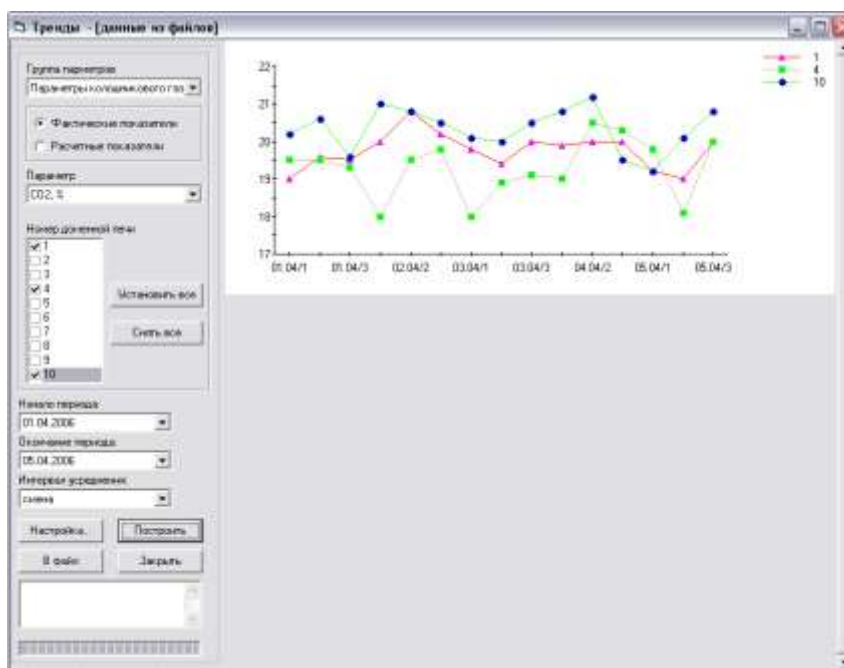 Тренды - [данные из файлов]
Группа параметров
Параметры колошникового газ
Фактические показатели
Расчетные показатели
Параметр
CO2, %
Номер доменной печи
1
2
3
4
5
6
7
8
9
10
Установить все
Снять все
Начало периода:
01.04.2006
Окончание периода:
05.04.2006
Интервал усреднения:
смена
Настройка..
Построить
В файл
Закрыть
22
21
20
19
18
17
01.04/1
01.04/3
02.04/2
03.04/1
03.04/3
04.04/2
05.04/1
05.04/3
1
4
10